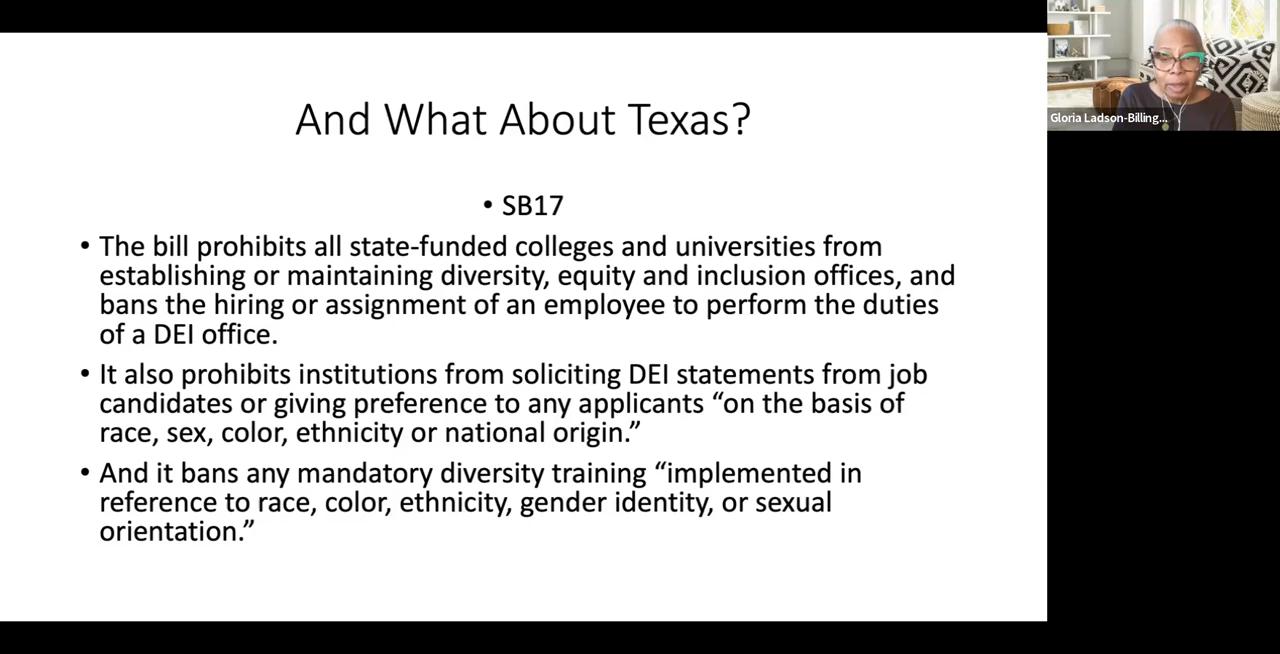 And What About Texas?
• SB17
• The bill prohibits all state-funded colleges and universities from
establishing or maintaining diversity, equity and inclusion offices, and
bans the hiring or assignment of an employee to perform the duties
of a DEI office.
• It also prohibits institutions from soliciting DEI statements from job
candidates or giving preference to any applicants “on the basis of
race, sex, color, ethnicity or national origin.”
• And it bans any mandatory diversity training “implemented in
reference to race, color, ethnicity, gender identity, or sexual
orientation.”
Gloria Ladson-Billing...